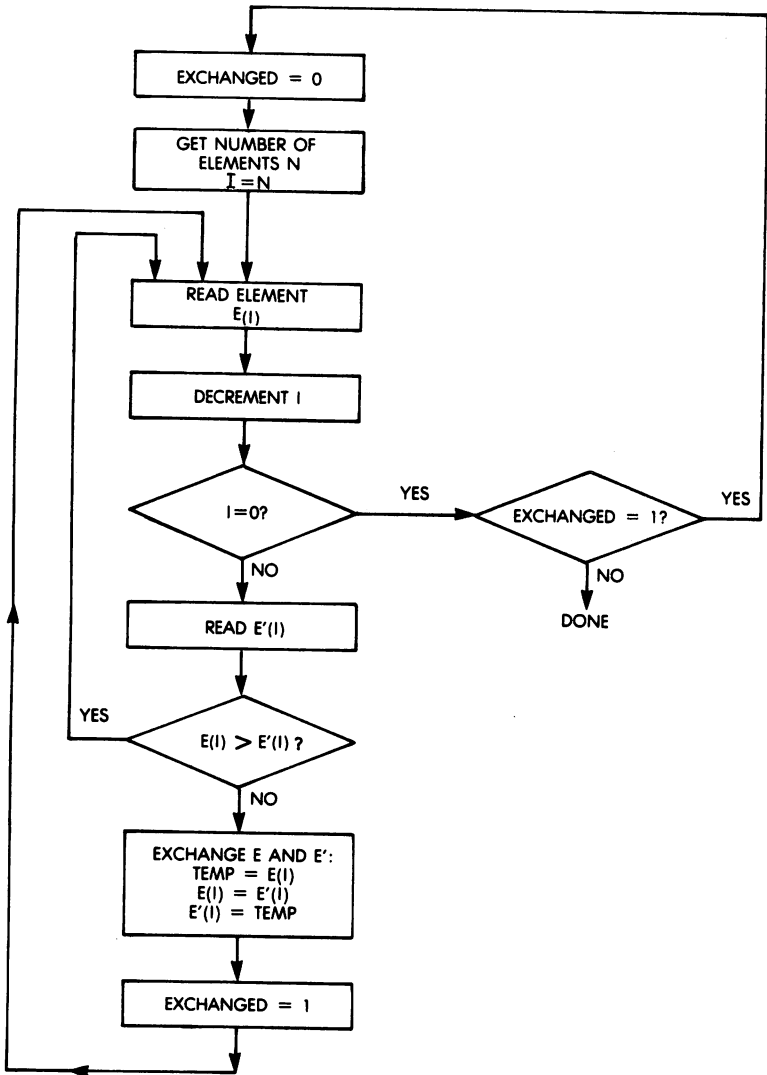 EXCHANGED = 0
GET NUMBER OF
ELEMENTS N
I = N
READ ELEMENT
E(I)
DECREMENT I
I=0?
YES
EXCHANGED = 1?
YES
NO
NO
DONE
READ E'(I)
YES
E(I) > E'(I) ?
NO
EXCHANGE E AND E':
TEMP = E(I)
E(I) = E'(I)
E'(I) = TEMP
EXCHANGED = 1